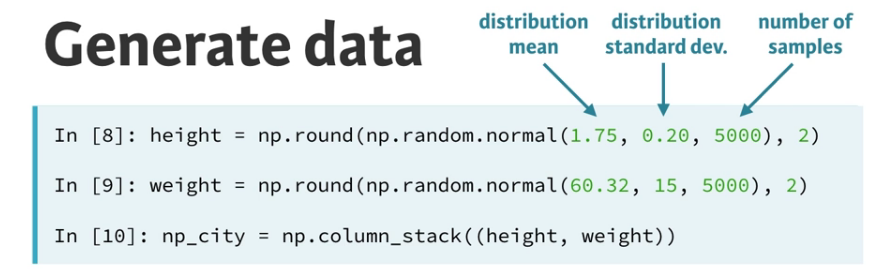 Generate data
distribution mean
distribution standard dev.
number of samples
In [8]: height = np.round(np.random.normal(1.75, 0.20, 5000), 2)
In [9]: weight = np.round(np.random.normal(60.32, 15, 5000), 2)
In [10]: np_city = np.column_stack((height, weight))